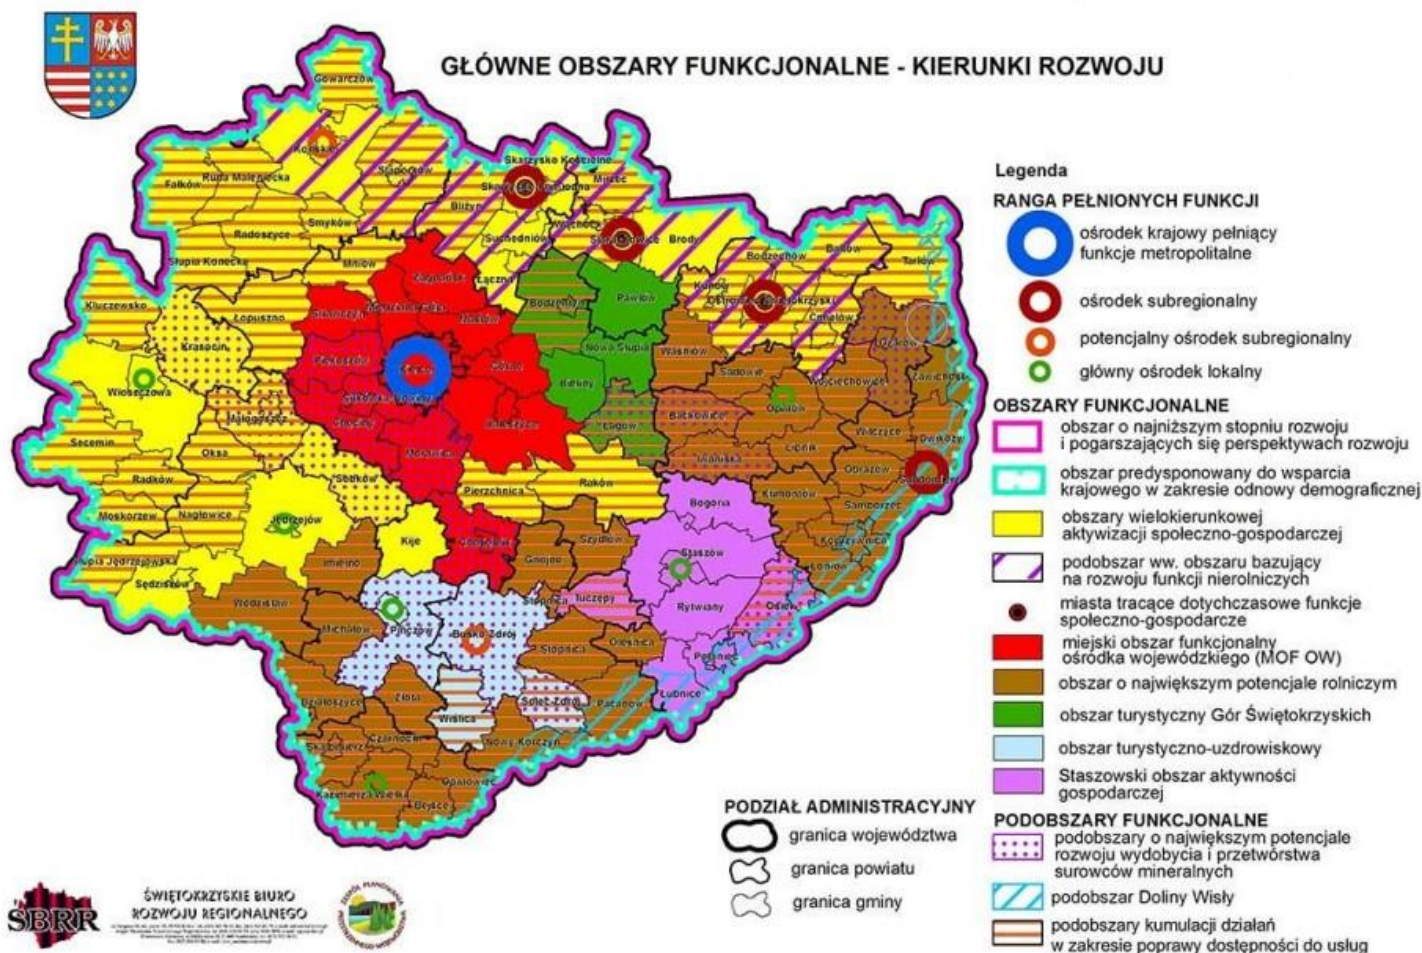 GŁÓWNE OBSZARY FUNKCJONALNE - KIERUNKI ROZWOJU
Gowarczów
Końskie
Stąporków
Skarżysko Kościelne
Mirzec
Fałków
Ruda Maleniecka
Bliżyn
Smyków
Radoszyce
Suchedniów
Brody
Bodzechów
Bałtów
Tarłów
Słupia Konecka
Mniów
Łączna
Bodzentyn
Pawłów
Kunów
Ostrowiec Świętokrzyski
Ćmielów
Kluczewsko
Łopuszno
Krasocin
Nowa Słupia
Waśniów
Sadowie
Ożarów
Wojciechowice
Zawichost
Włoszczowa
Kielce
Bieliny
Małogoszcz
Łagów
Baćkowice
Opatów
Wilczyce
Dwikozy
Secemin
Oksa
Morawica
Iwaniska
Lipnik
Obrazów
Radków
Sobków
Pierzchnica
Raków
Klimontów
Samborzec
Moskorzew
Nagłowice
Jędrzejów
Bogoria
Kije
Szydłów
Staszów
Koprzywnica
Łoniów
Słupia Jędrzejowska
Imielno
Gnojno
Sędziszów
Wodzisław
Tuczępy
Rytwiany
Osiek
Michałów
Pińczów
Busko Zdrój
Stopnica
Oleśnica
Połaniec
Działoszyce
Złota
Wiślica
Solec Zdrój
Pacanów
Łubnice
Skalbmierz
Czarnocin
Nowy Korczyn
Opatowiec
Kazimierza Wielka
Bejsce
Legenda
RANGA PEŁNIONYCH FUNKCJI
ośrodek krajowy pełniący
funkcje metropolitalne
ośrodek subregionalny
potencjalny ośrodek subregionalny
główny ośrodek lokalny
OBSZARY FUNKCJONALNE
obszar o najniższym stopniu rozwoju
i pogarszających się perspektywach rozwoju
obszar predysponowany do wsparcia
krajowego w zakresie odnowy demograficznej
obszary wielokierunkowej
aktywizacji społeczno-gospodarczej
podobszar ww. obszaru bazujący
na rozwoju funkcji nierolniczych
miasta tracące dotychczasowe funkcje
społeczno-gospodarcze
miejski obszar funkcjonalny
ośrodka wojewódzkiego (MOF OW)
obszar o największym potencjale rolniczym
obszar turystyczny Gór Świętokrzyskich
obszar turystyczno-uzdrowiskowy
Staszowski obszar aktywności
gospodarczej
PODOBSZARY FUNKCJONALNE
podobszary o największym potencjale
rozwoju wydobycia i przetwórstwa
surowców mineralnych
podobszar Doliny Wisły
podobszary kumulacji działań
w zakresie poprawy dostępności do usług
PODZIAŁ ADMINISTRACYJNY
granica województwa
granica powiatu
granica gminy
ŚBRR
ŚWIĘTOKRZYSKIE BIURO
ROZWOJU REGIONALNEGO